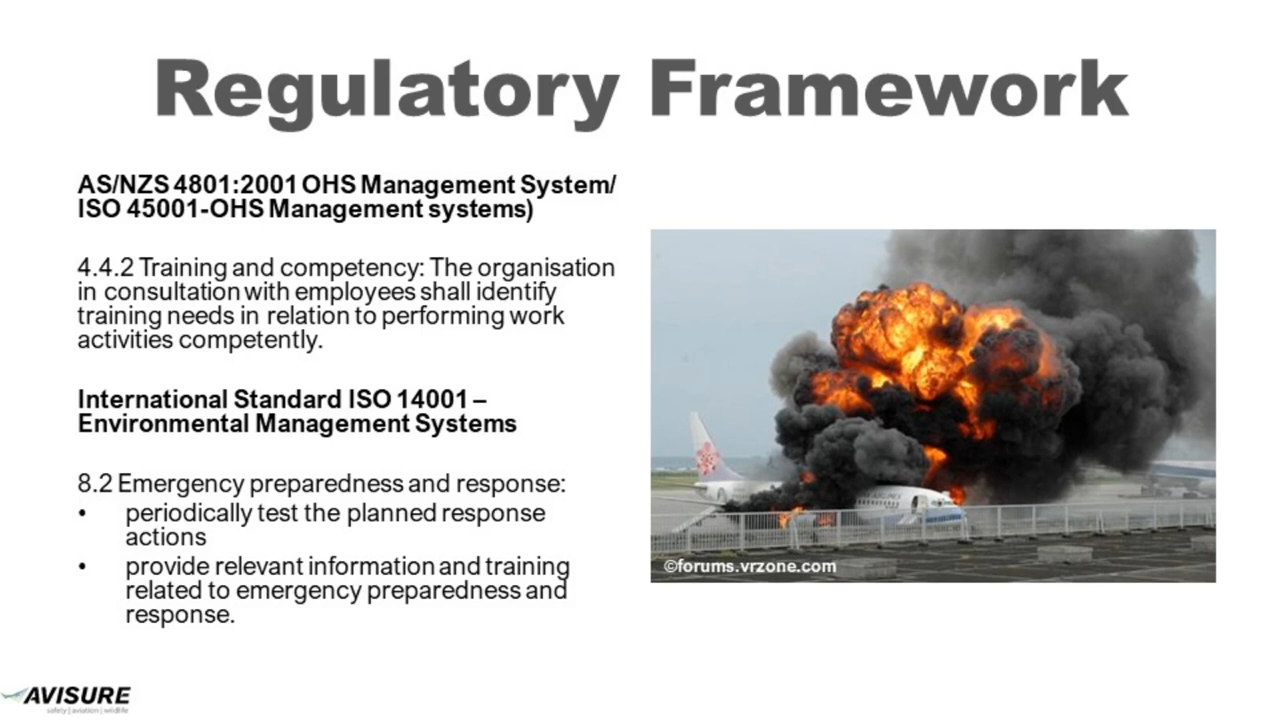 Regulatory Framework
AS/NZS 4801:2001 OHS Management System/
ISO 45001-OHS Management systems)
4.4.2 Training and competency: The organisation
in consultation with employees shall identify
training needs in relation to performing work
activities competently.
International Standard ISO 14001 –
Environmental Management Systems
8.2 Emergency preparedness and response:
• periodically test the planned response
actions
• provide relevant information and training
related to emergency preparedness and
response.
©forums.vrzone.com
AVISURE
safety | aviation | wildlife